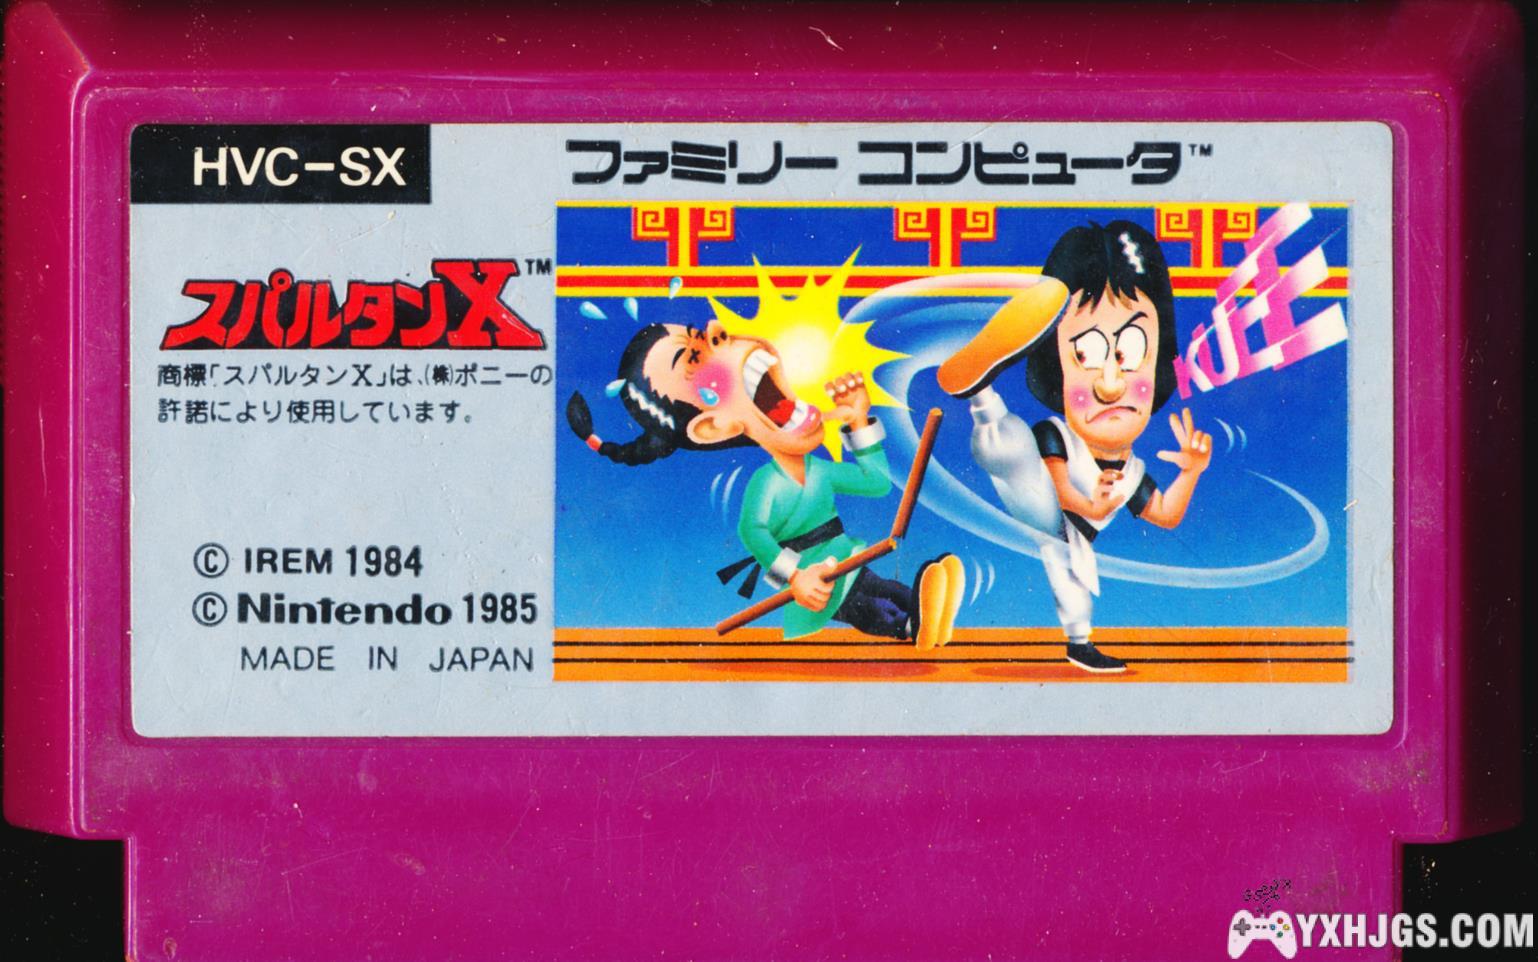 HVC-SX
ファミリー コンピュータ™
スパルタンX™
商標「スパルタンX」は、(株)ポニーの
許諾により使用しています。
© IREM 1984
© Nintendo 1985
MADE IN JAPAN
KUEEE
YXHJGS.COM